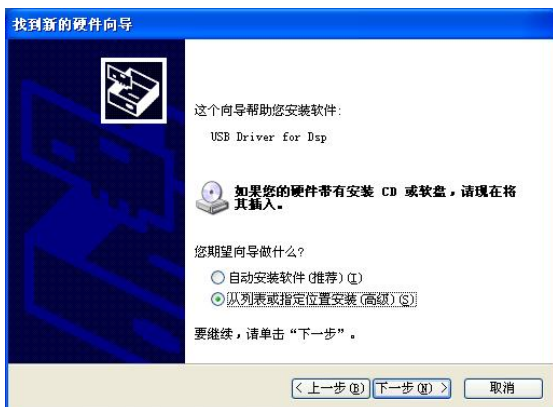 找到新的硬件向导
这个向导帮助您安装软件:
USB Driver for Dsp
如果您的硬件带有安装 CD 或软盘，请现在将
其插入。
您期望向导做什么?
自动安装软件(推荐)(I)
从列表或指定位置安装(高级)(S)
要继续，请单击“下一步”。
< 上一步(B) 下一步(N) > 取消